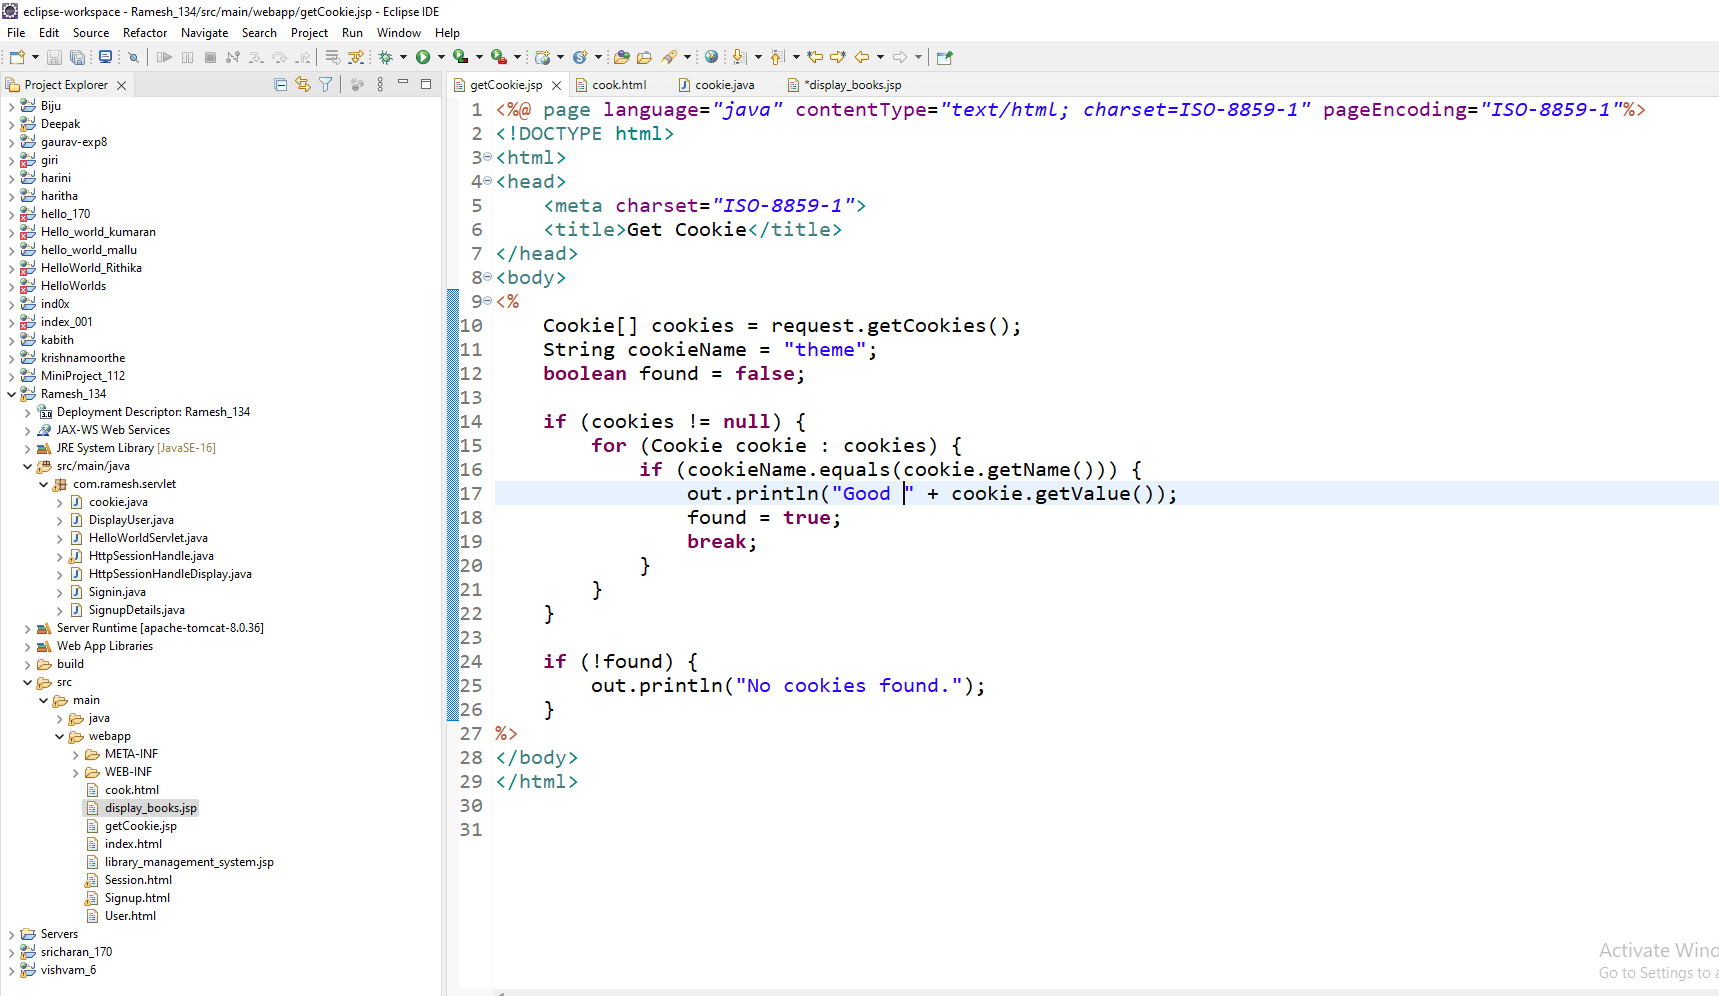 eclipse-workspace - Ramesh_134/src/main/webapp/getCookie.jsp - Eclipse IDE
File Edit Source Refactor Navigate Search Project Run Window Help
Project Explorer
Biju
Deepak
gaurav-exp8
giri
harini
haritha
hello_170
Hello_world_kumaran
hello_world_mallu
HelloWorld_Rithika
HelloWorlds
ind0x
index_001
kabith
krishnamoorthe
MiniProject_112
Ramesh_134
Deployment Descriptor: Ramesh_134
JAX-WS Web Services
JRE System Library [JavaSE-16]
src/main/java
com.ramesh.servlet
cookie.java
DisplayUser.java
HelloWorldServlet.java
HttpSessionHandle.java
HttpSessionHandleDisplay.java
Signin.java
SignupDetails.java
Server Runtime [apache-tomcat-8.0.36]
Web App Libraries
build
src
main
java
webapp
META-INF
WEB-INF
cook.html
display_books.jsp
getCookie.jsp
index.html
library_management_system.jsp
Session.html
Signup.html
User.html
Servers
sricharan_170
vishvam_6
getCookie.jsp cook.html cookie.java *display_books.jsp
1 <%@ page language="java" contentType="text/html; charset=ISO-8859-1" pageEncoding="ISO-8859-1"%>
2 <!DOCTYPE html>
3 <html>
4 <head>
5 <meta charset="ISO-8859-1">
6 <title>Get Cookie</title>
7 </head>
8 <body>
9 <%
10 Cookie[] cookies = request.getCookies();
11 String cookieName = "theme";
12 boolean found = false;
13
14 if (cookies != null) {
15 for (Cookie cookie : cookies) {
16 if (cookieName.equals(cookie.getName())) {
17 out.println("Good " + cookie.getValue());
18 found = true;
19 break;
20 }
21 }
22 }
23
24 if (!found) {
25 out.println("No cookies found.");
26 }
27 %>
28 </body>
29 </html>
30
31
Activate Wind
Go to Settings to a